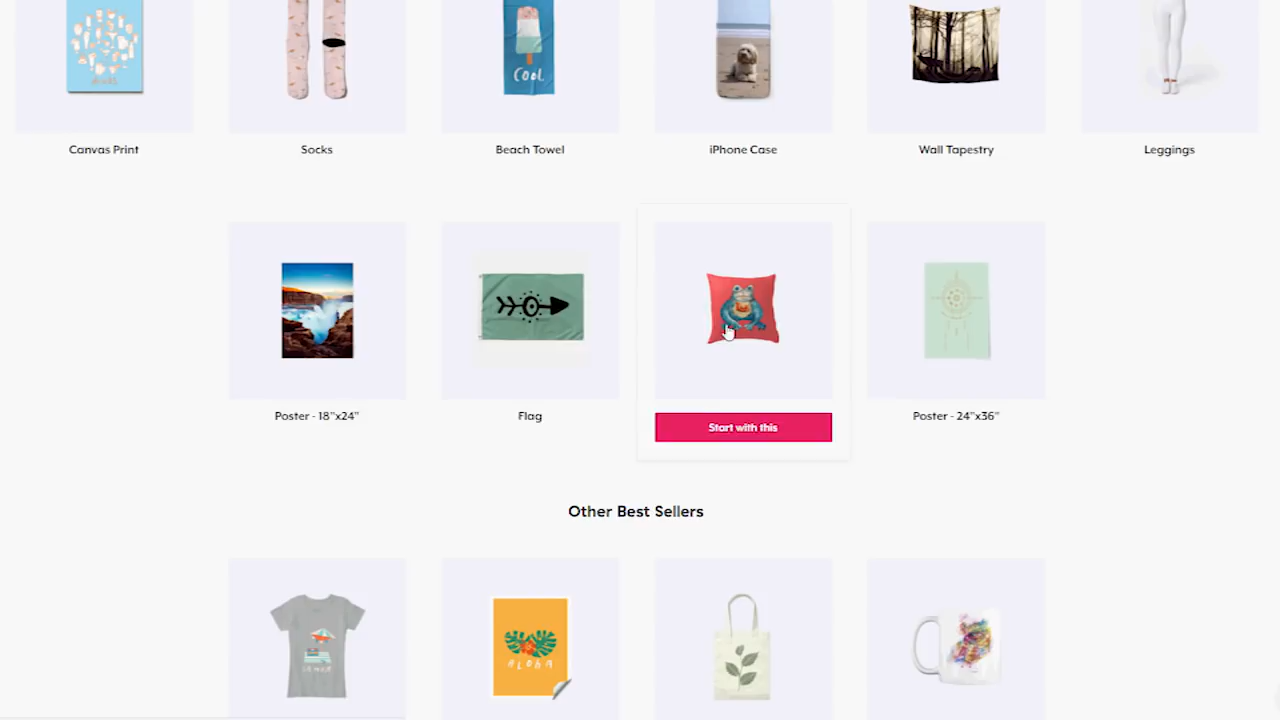 COOL
Canvas Print
Socks
Beach Towel
iPhone Case
Wall Tapestry
Leggings
Poster - 18"x24"
Flag
Start with this
Poster - 24"x36"
Other Best Sellers
ALOHA